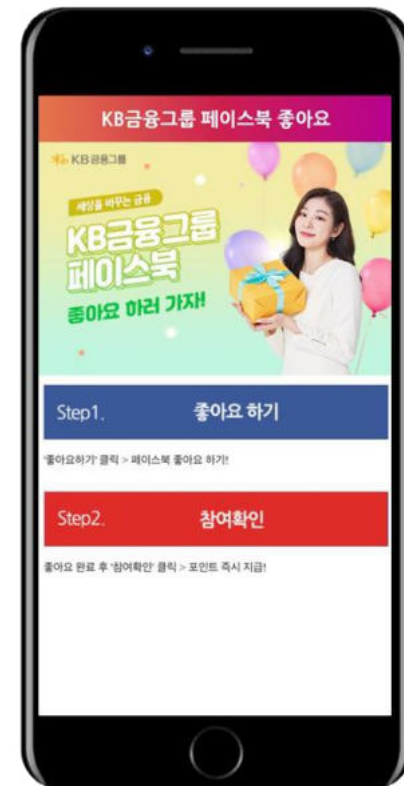 KB금융그룹 페이스북 좋아요
KB금융그룹
세상을 바꾸는 금융
KB금융그룹
페이스북
좋아요 하러 가자!
Step1. 좋아요 하기
'좋아요하기' 클릭 > 페이스북 좋아요 하기!
Step2. 참여확인
좋아요 완료 후 '참여확인' 클릭 > 포인트 즉시 지급!